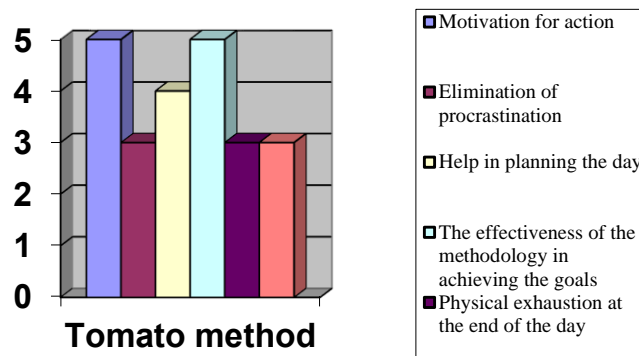 5
4
3
2
1
0
Tomato method
Motivation for action
Elimination of
procrastination
Help in planning the day
The effectiveness of the
methodology in
achieving the goals
Physical exhaustion at
the end of the day